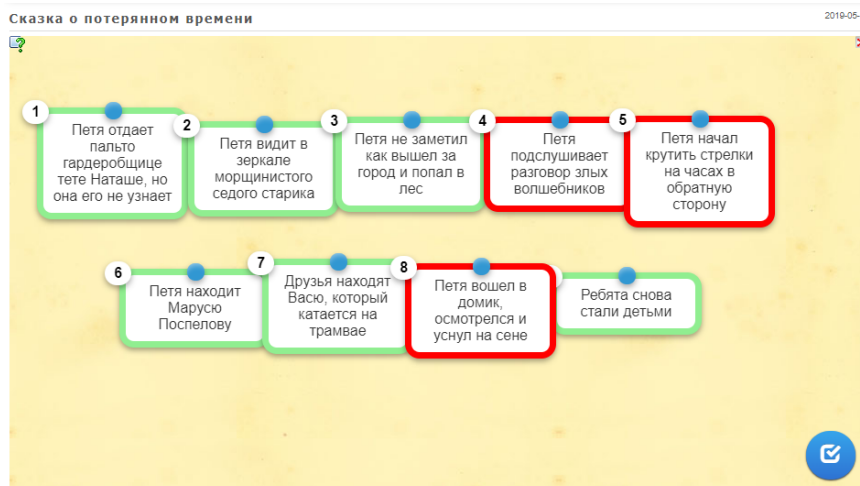 Сказка о потерянном времени
2019-05-
1
Петя отдает
пальто
гардеробщице
тете Наташе, но
она его не узнает
2
Петя видит в
зеркале
морщинистого
седого старика
3
Петя не заметил
как вышел за
город и попал в
лес
4
Петя
подслушивает
разговор злых
волшебников
5
Петя начал
крутить стрелки
на часах в
обратную
сторону
6
Петя находит
Марусю
Поспелову
7
Друзья находят
Васю, который
катается на
трамвае
8
Петя вошел в
домик,
осмотрелся и
уснул на сене
Ребята снова
стали детьми